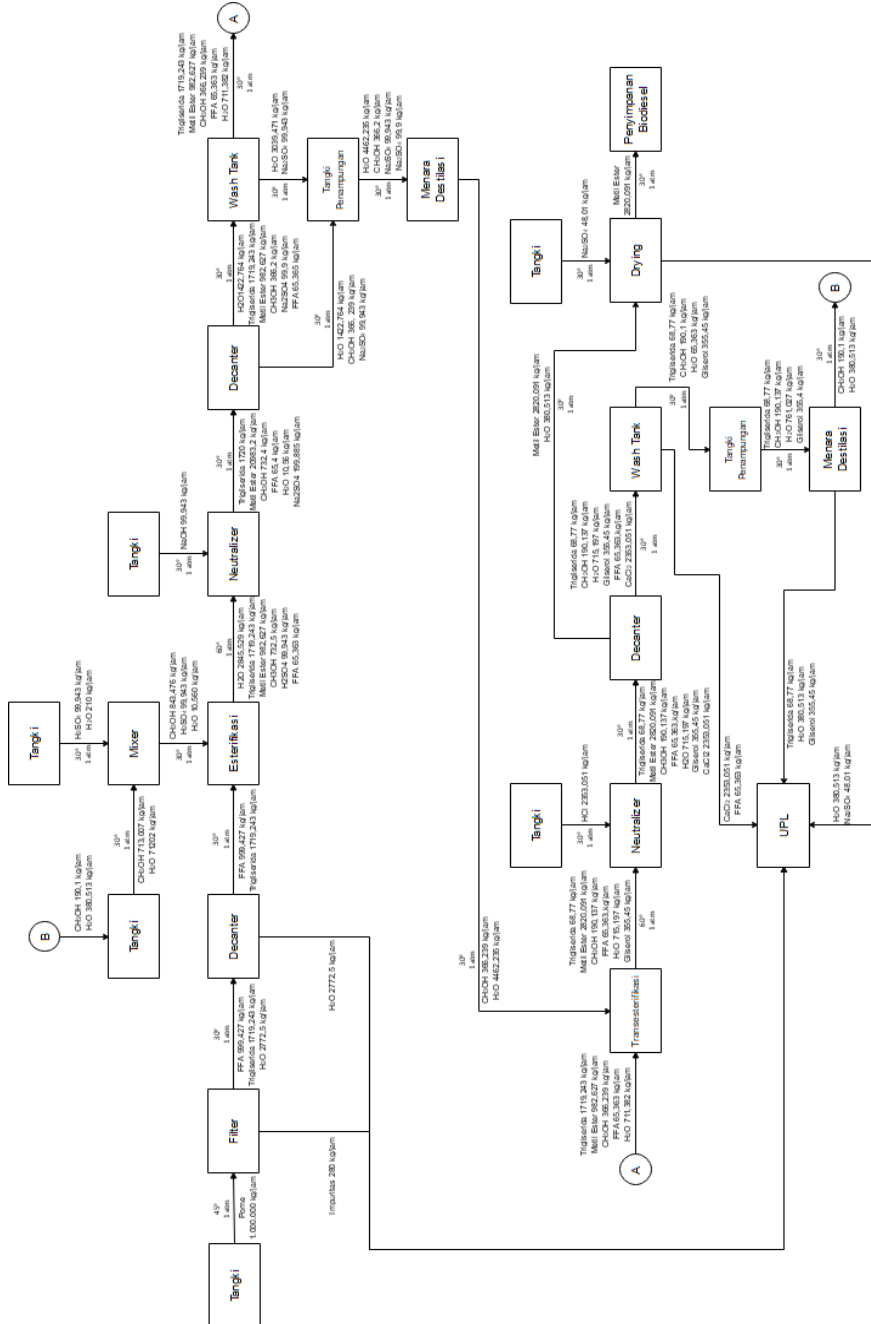 Tangki
45°
1 atm
Pome
1.000.000 kg/jam
Filter
Impuritas 280 kg/jam
30°
1 atm
FFA 999,427 kg/jam
Trigliserida 1719,243 kg/jam
H₂O 2772,5 kg/jam
Decanter
H₂O 2772,5 kg/jam
30°
1 atm
FFA 999,427 kg/jam
Trigliserida 1719,243 kg/jam
B
CH₃OH 190,1 kg/jam
H₂O 380,513 kg/jam
Tangki
30°
1 atm
CH₃OH 713,007 kg/jam
H₂O 71202 kg/jam
Tangki
30°
1 atm
H₂SO₄ 99,943 kg/jam
H₂O 210 kg/jam
Mixer
30°
1 atm
CH₃OH 843,476 kg/jam
H₂SO₄ 99,943 kg/jam
H₂O 10,560 kg/jam
Esterifikasi
60°
1 atm
H2O 2845,529 kg/jam
Trigliserida 1719,243 kg/jam
Metil Ester 982,627 kg/jam
CH3OH 732,5 kg/jam
H2SO4 99,943 kg/jam
FFA 65,363 kg/jam
Tangki
30°
1 atm
NaOH 99,943 kg/jam
Neutralizer
30°
1 atm
Trigliserida 1720 kg/jam
Metil Ester 20983,2 kg/jam
CH₃OH 732,4 kg/jam
FFA 65,4 kg/jam
H₂O 10,56 kg/jam
Na2SO4 199,885 kg/jam
Decanter
30°
1 atm
H₂O 1422,764 kg/jam
CH₃OH 366, 239 kg/jam
Na₂SO₄ 99,943 kg/jam
30°
1 atm
H2O1422,764 kg/jam
Trigliserida 1719,243 kg/jam
Metil Ester 982,627 kg/jam
CH3OH 366,2 kg/jam
Na2SO4 99,9 kg/jam
FFA 65,365 kg/jam
Wash Tank
30°
1 atm
H₂O 3039,471 kg/jam
Na₂SO₄ 99,943 kg/jam
Trigliserida 1719,243 kg/jam
Metil Ester 982,627 kg/jam
CH₃OH 366,239 kg/jam
FFA 65,363 kg/jam
H₂O 711,382 kg/jam
30°
1 atm
A
Tangki
Penampungan
30°
1 atm
H₂O 4462,235 kg/jam
CH₃OH 366,2 kg/jam
Na₂SO₄ 99,943 kg/jam
Na₂SO₄ 99,9 kg/jam
Menara
Destilasi
30°
1 atm
CH₃OH 366,239 kg/jam
H₂O 4462,235 kg/jam
A
Trigliserida 1719,243 kg/jam
Metil Ester 982,627 kg/jam
CH₃OH 366,239 kg/jam
FFA 65,363 kg/jam
H₂O 711,382 kg/jam
Transesterifikasi
Trigliserida 68,77 kg/jam
Metil Ester 2820,091 kg/jam
CH₃OH 190,137 kg/jam
FFA 65,363,kg/jam
H₂O 715,197 kg/jam
Gliserol 355,45 kg/jam
60°
1 atm
Tangki
30°
1 atm
HCl 2353,051 kg/jam
Neutralizer
30°
1 atm
Trigliserida 68,77 kg/jam
Metil Ester 2820,091 kg/jam
CH3OH 190,137 kg/jam
FFA 65,363,kg/jam
H2O 715,197 kg/jam
Gliserol 355,45 kg/jam
CaCl2 2353,051 kg/jam
Decanter
Metil Ester 2820,091 kg/jam
H₂O 380,513 kg/jam
30°
1 atm
Trigliserida 68,77 kg/jam
CH₃OH 190,137 kg/jam
H₂O 715,197 kg/jam
Gliserol 355,45 kg/jam
FFA 65,363,kg/jam
CaCl₂ 2353,051 kg/jam
30°
1 atm
Wash Tank
CaCl₂ 2353,051 kg/jam
FFA 65,363 kg/jam
Trigliserida 68,77 kg/jam
CH₃OH 190,1 kg/jam
H₂O 65,363 kg/jam
Gliserol 355,45 kg/jam
30°
1 atm
Tangki
Penampungan
Trigliserida 68,77 kg/jam
CH₃OH 190,137 kg/jam
H₂O 761,027 kg/jam
Gliserol 355,4 kg/jam
30°
1 atm
Menara
Destilasi
30°
1 atm
CH₃OH 190,1 kg/jam
H₂O 380,513 kg/jam
B
Trigliserida 68,77 kg/jam
H₂O 380,513 kg/jam
Gliserol 355,45 kg/jam
Tangki
30°
1 atm
Na₂SO₄ 48,01 kg/jam
Drying
Metil Ester
2820,091 kg/jam
30°
1 atm
Penyimpanan
Biodiesel
UPL
H₂O 380,513 kg/jam
Na₂SO₄ 48,01 kg/jam